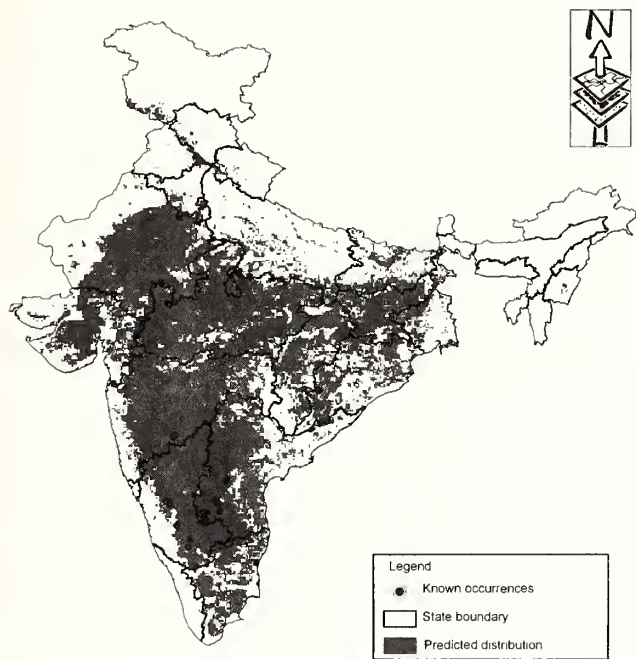 N
Legend
Known occurrences
State boundary
Predicted distribution